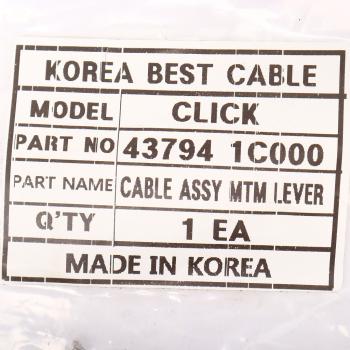 KOREA BEST CABLE
MODEL CLICK
PART NO 43794 1C000
PART NAME CABLE ASSY MTM LEVER
Q'TY 1 EA
MADE IN KOREA